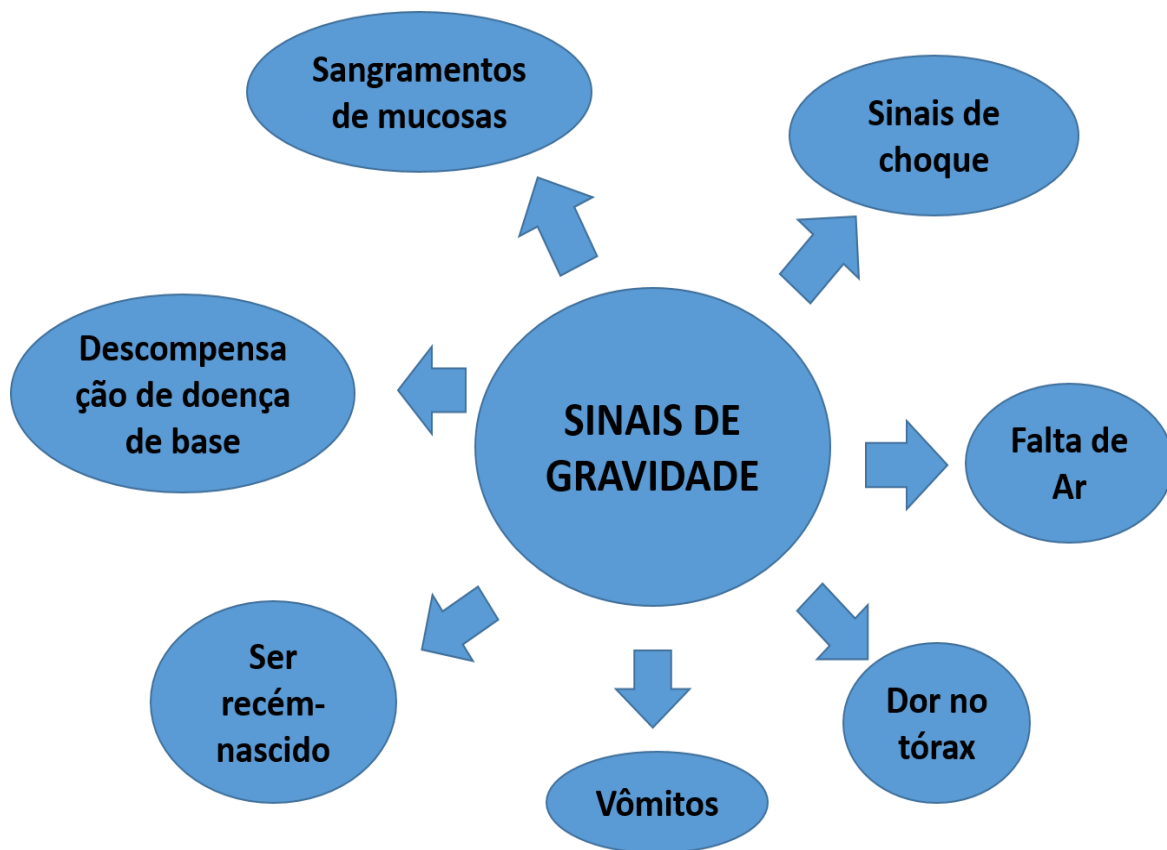 Sangramentos
de mucosas
Sinais de
choque
Descompensa
ção de doença
de base
SINAIS DE
GRAVIDADE
Falta de
Ar
Ser
recém-
nascido
Vômitos
Dor no
tórax